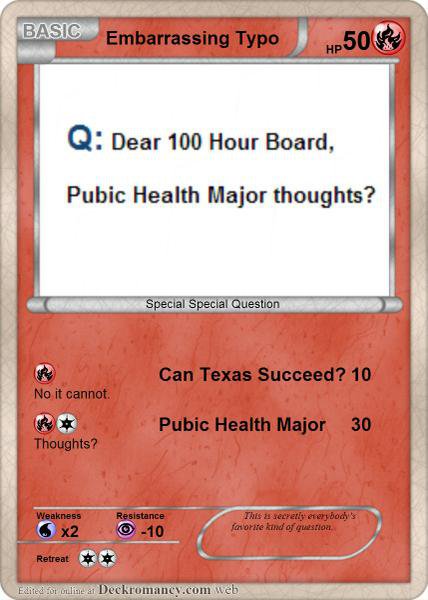 BASIC
Embarrassing Typo
HP 50
Q: Dear 100 Hour Board,
Pubic Health Major thoughts?
Special Special Question
Can Texas Succeed? 10
No it cannot.
Pubic Health Major 30
Thoughts?
Weakness
x2
Resistance
-10
This is secretly everybody's
favorite kind of question.
Retreat
Edited for online at Deckromancy.com web